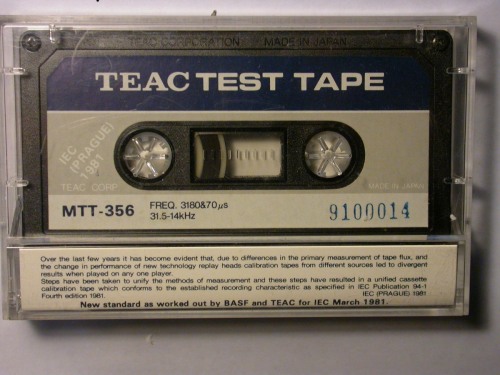 TEAC CORPORATION MADE IN JAPAN
TEAC TEST TAPE
IEC
(PRAGUE)
1981
TEAC CORP
MADE IN JAPAN
MTT-356
FREQ. 3180&70μs
31.5-14kHz
9100014
Over the last few years it has become evident that, due to differences in the primary measurement of tape flux, and
the change in performance of new technology replay heads calibration tapes from different sources led to divergent
results when played on any one player.
Steps have been taken to unify the methods of measurement and these steps have resulted in a unified cassette
calibration tape which conforms to the established recording characteristic as specified in IEC Publication 94-1
Fourth edition 1981.
IEC (PRAGUE) 1981
New standard as worked out by BASF and TEAC for IEC March 1981.